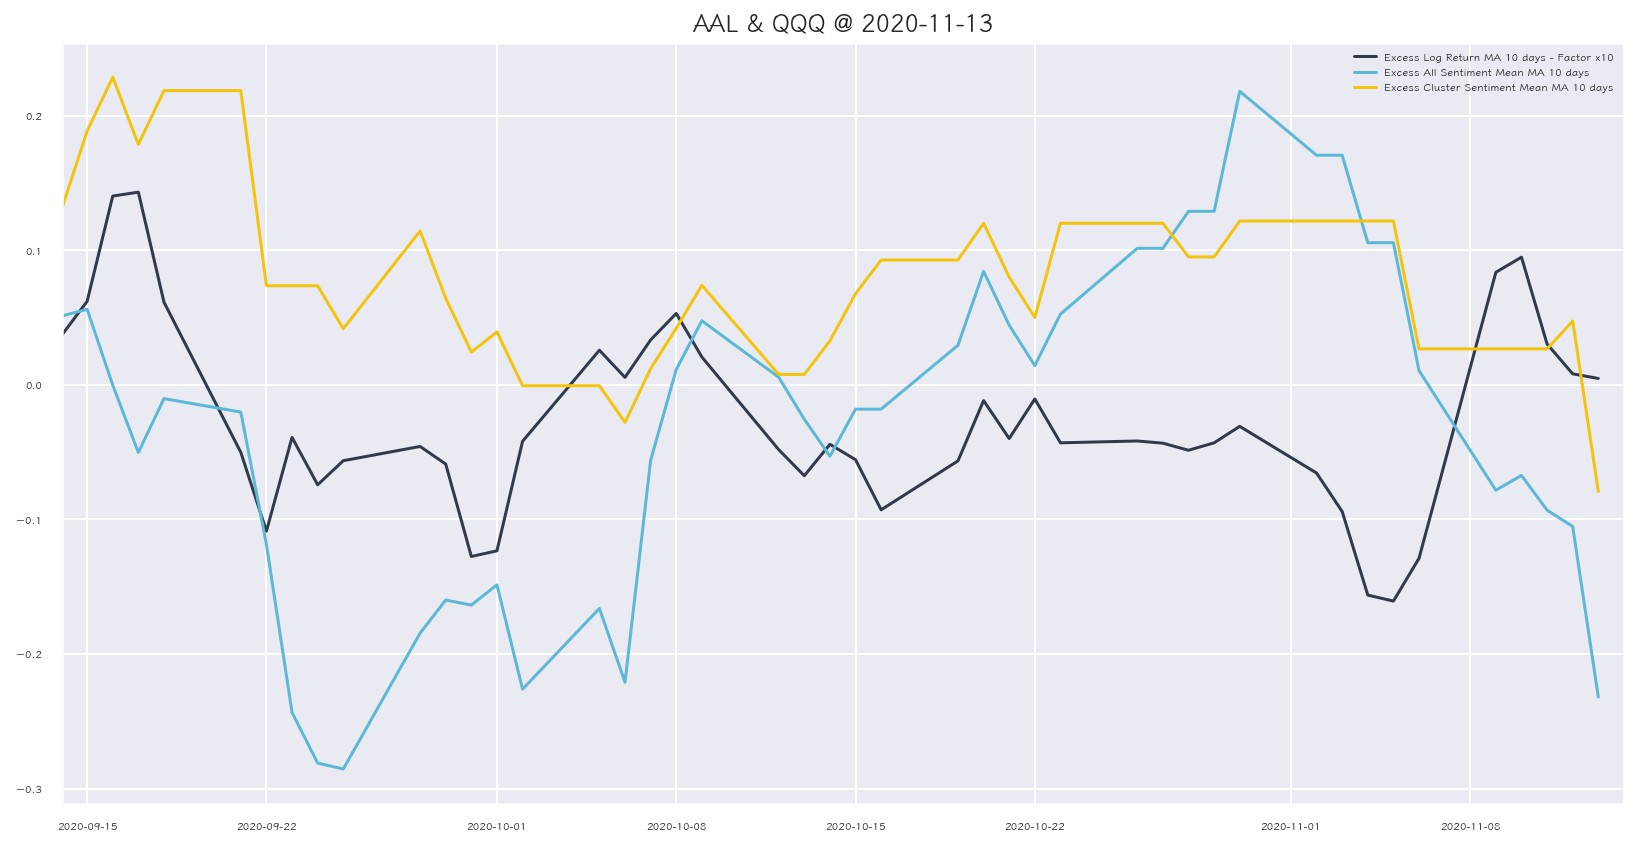 AAL & QQQ @ 2020-11-13
Excess Log Return MA 10 days - Factor x10
Excess All Sentiment Mean MA 10 days
Excess Cluster Sentiment Mean MA 10 days
0.2
0.1
0.0
−0.1
−0.2
−0.3
2020-09-15 2020-09-22 2020-10-01 2020-10-08 2020-10-15 2020-10-22 2020-11-01 2020-11-08